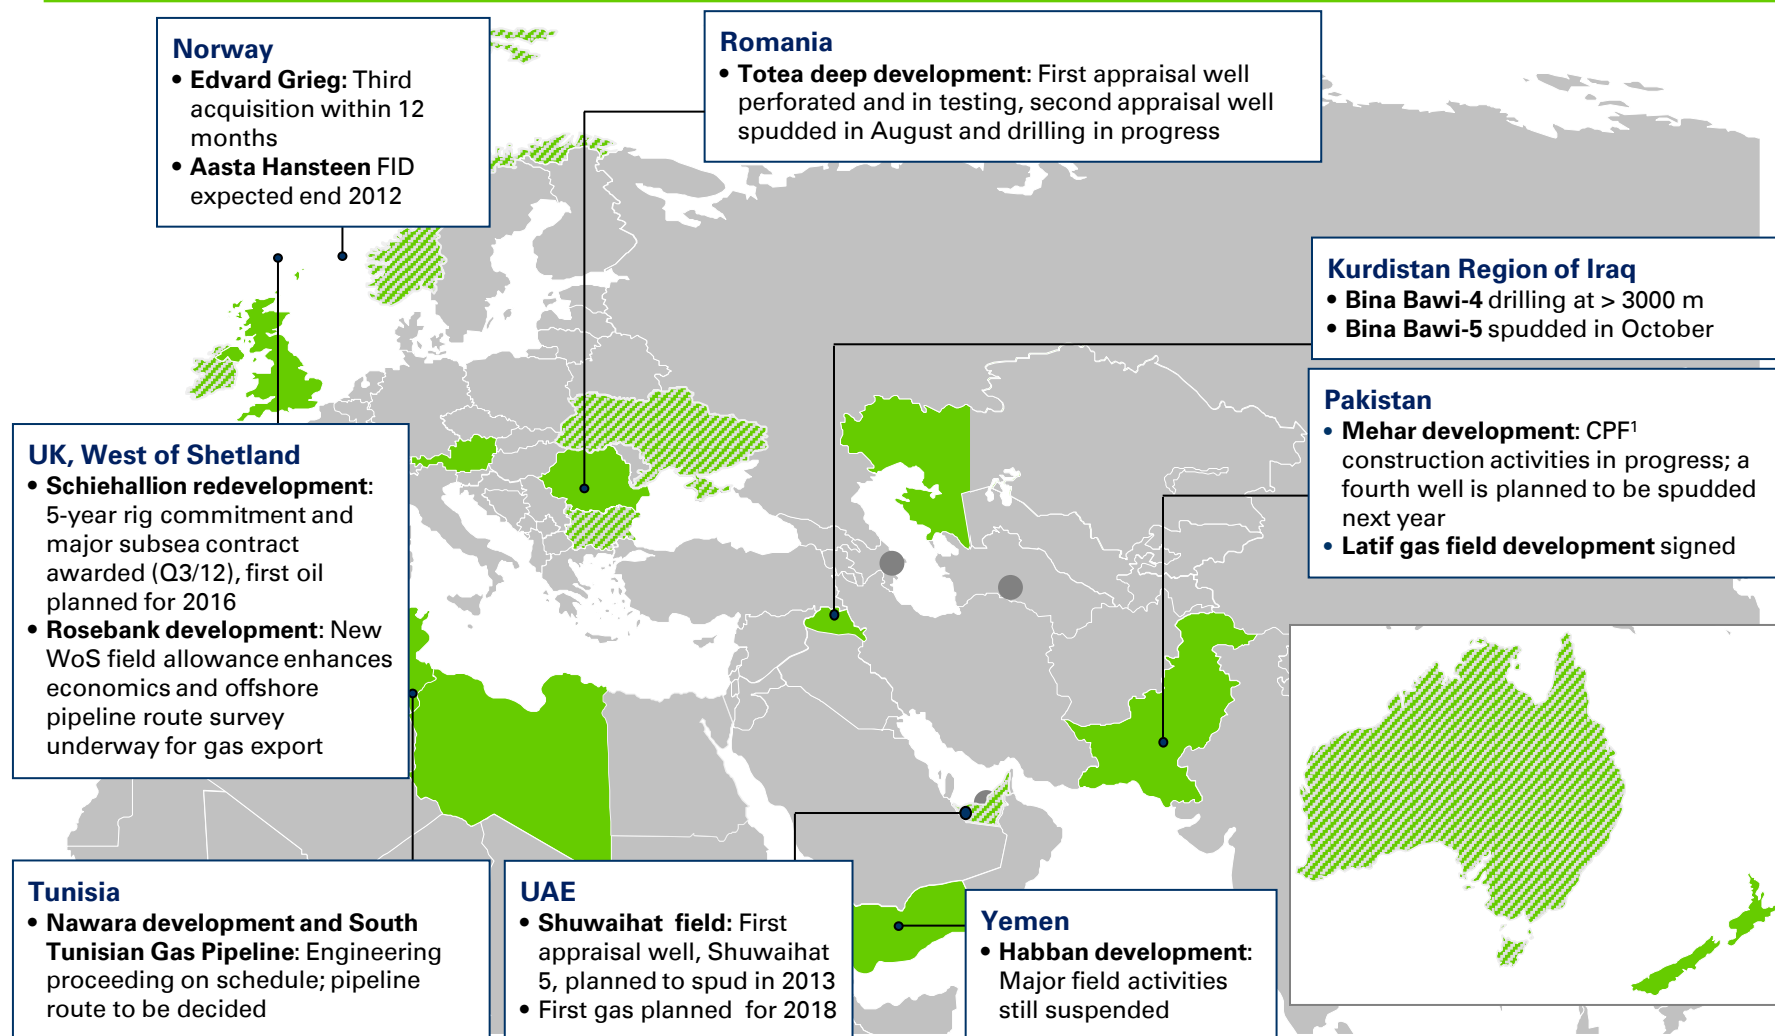 Norway
• Edvard Grieg: Third
acquisition within 12
months
• Aasta Hansteen FID
expected end 2012
Romania
• Totea deep development: First appraisal well
perforated and in testing, second appraisal well
spudded in August and drilling in progress
Kurdistan Region of Iraq
• Bina Bawi-4 drilling at > 3000 m
• Bina Bawi-5 spudded in October
Pakistan
• Mehar development: CPF¹
construction activities in progress; a
fourth well is planned to be spudded
next year
• Latif gas field development signed
UK, West of Shetland
• Schiehallion redevelopment:
5-year rig commitment and
major subsea contract
awarded (Q3/12), first oil
planned for 2016
• Rosebank development: New
WoS field allowance enhances
economics and offshore
pipeline route survey
underway for gas export
Tunisia
• Nawara development and South
Tunisian Gas Pipeline: Engineering
proceeding on schedule; pipeline
route to be decided
UAE
• Shuwaihat field: First
appraisal well, Shuwaihat
5, planned to spud in 2013
• First gas planned for 2018
Yemen
• Habban development:
Major field activities
still suspended